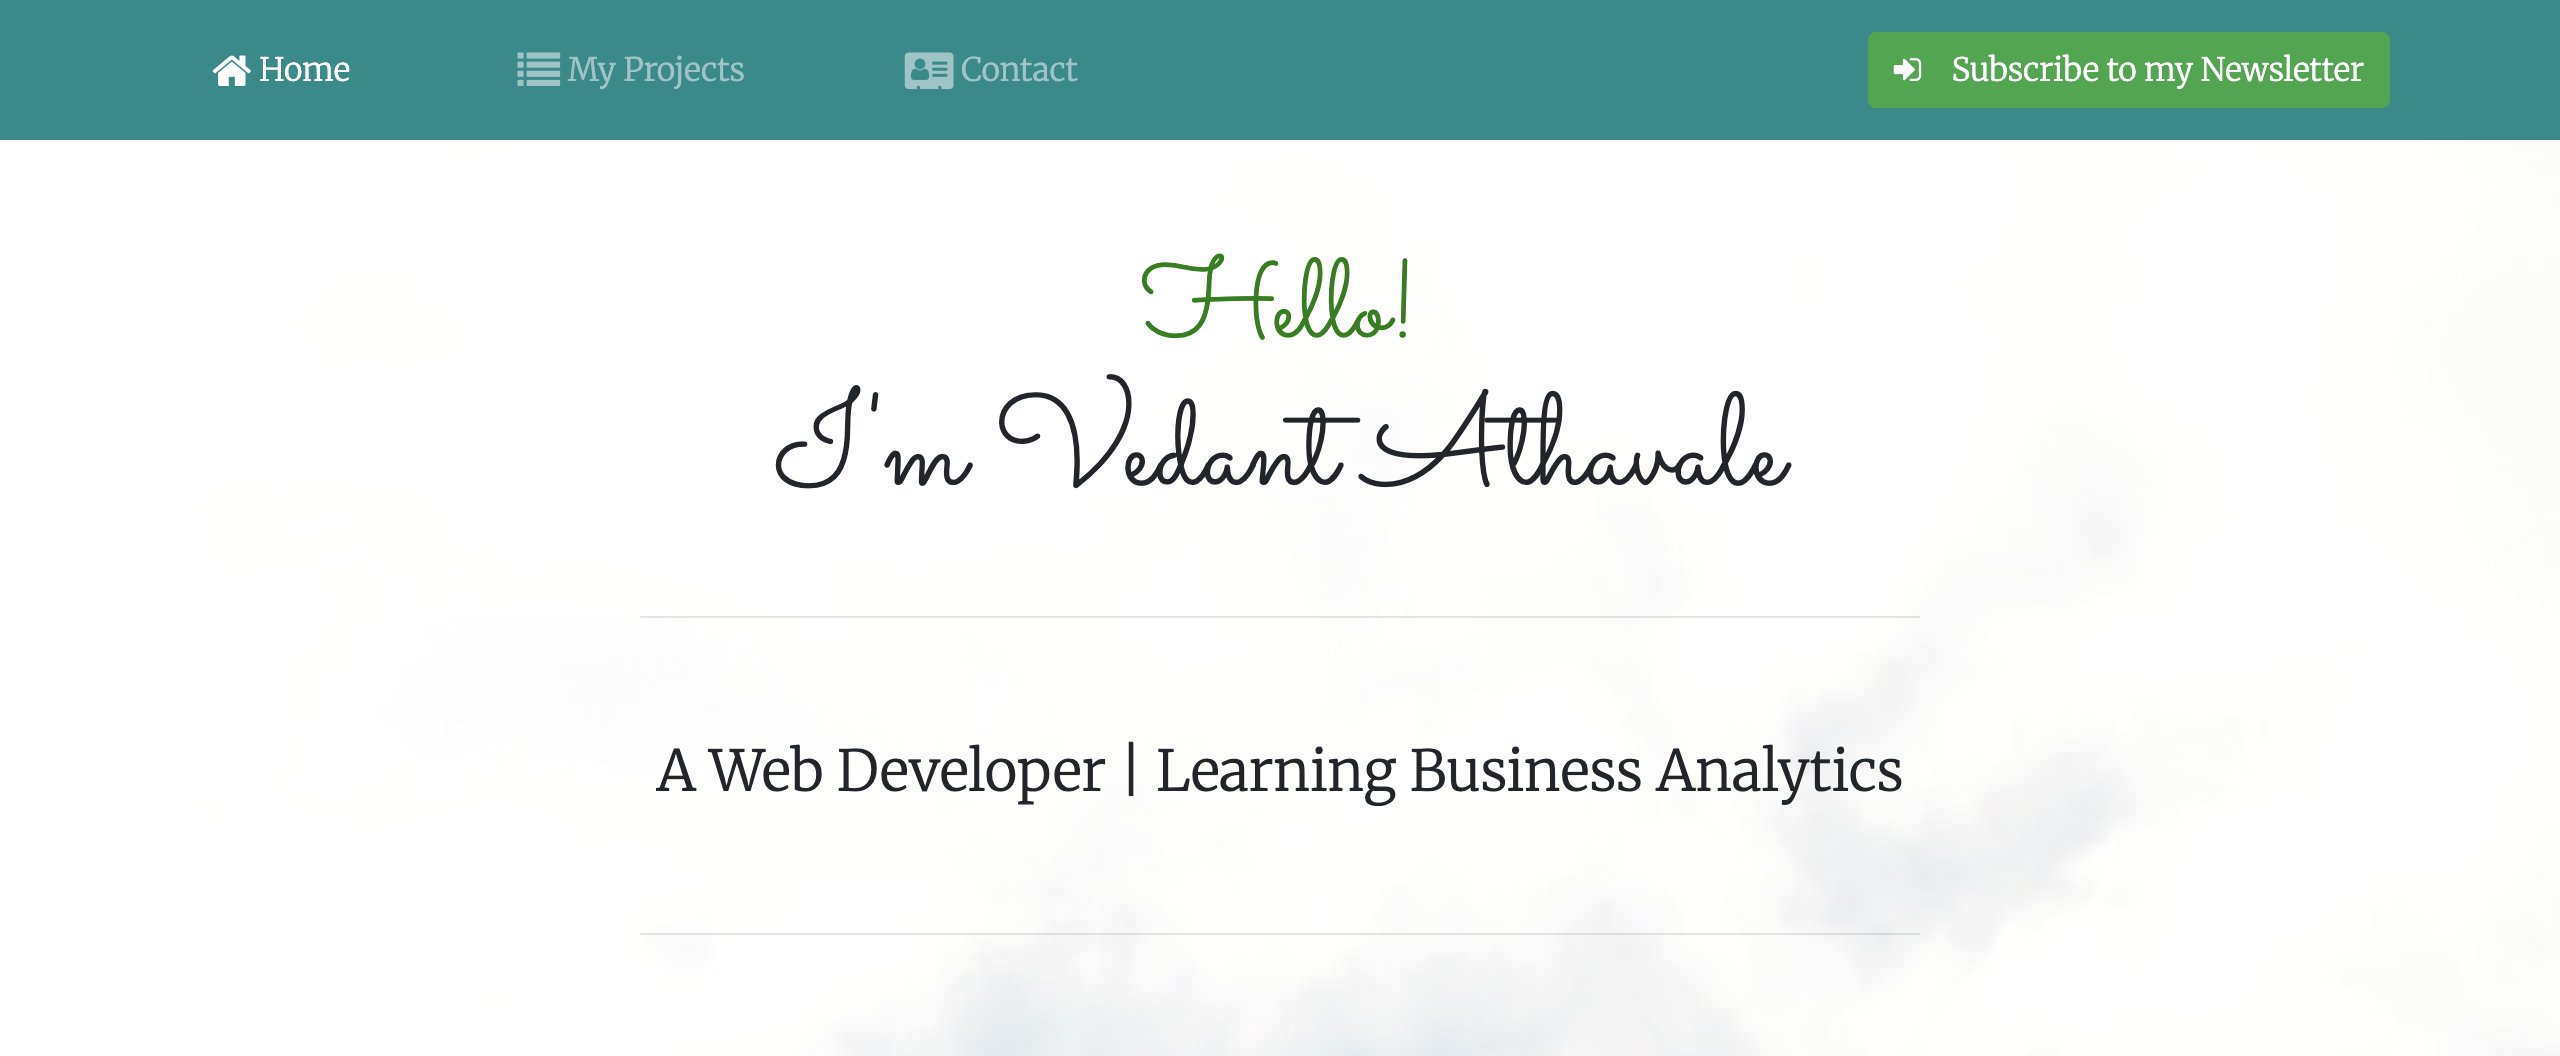 Home My Projects Contact Subscribe to my Newsletter
Hello!
I'm Vedant Athavale
A Web Developer | Learning Business Analytics